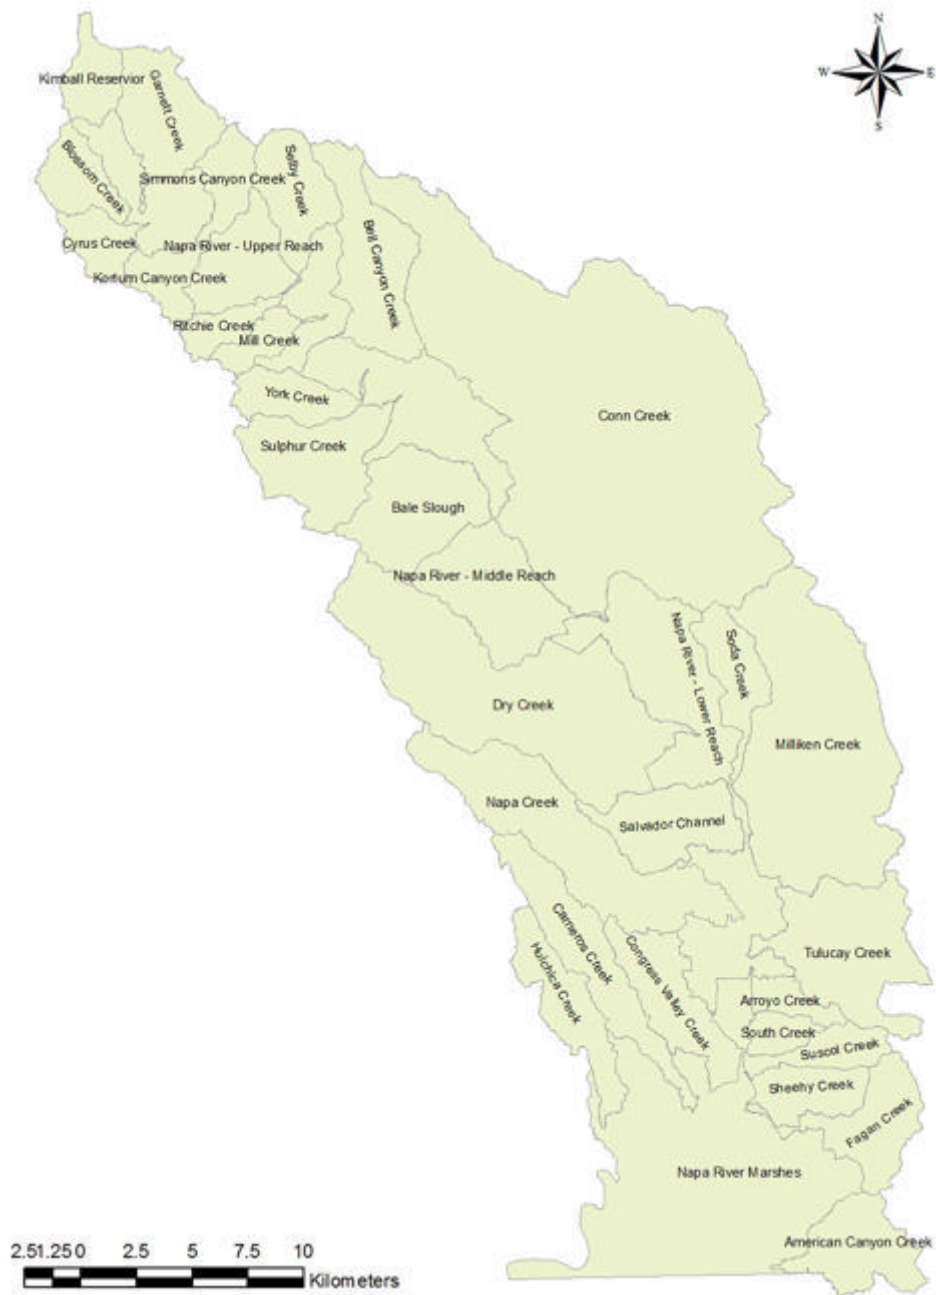 N
W E
S
Kimball Reservior
Garnett Creek
Blossom Creek
Simmons Canyon Creek
Selby Creek
Bell Canyon Creek
Cyrus Creek
Napa River - Upper Reach
Kortum Canyon Creek
Ritchie Creek
Mill Creek
York Creek
Conn Creek
Sulphur Creek
Bale Slough
Napa River - Middle Reach
Napa River - Lower Reach
Soda Creek
Dry Creek
Milliken Creek
Napa Creek
Salvador Channel
Carneros Creek
Huichica Creek
Congress Valley Creek
Tulucay Creek
Arroyo Creek
South Creek
Suscol Creek
Sheehy Creek
Fagan Creek
Napa River Marshes
American Canyon Creek
2.51.25 0 2.5 5 7.5 10
Kilometers